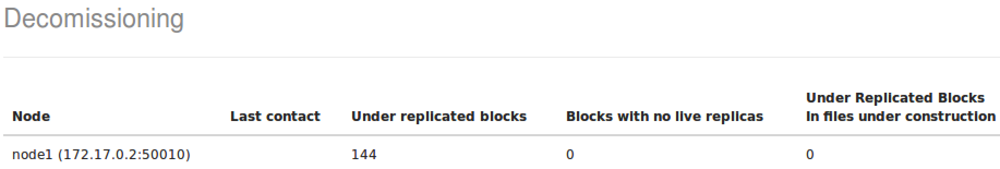 Decomissioning
Under Replicated Blocks
Node Last contact Under replicated blocks Blocks with no live replicas In files under construction
node1 (172.17.0.2:50010) 144 0 0